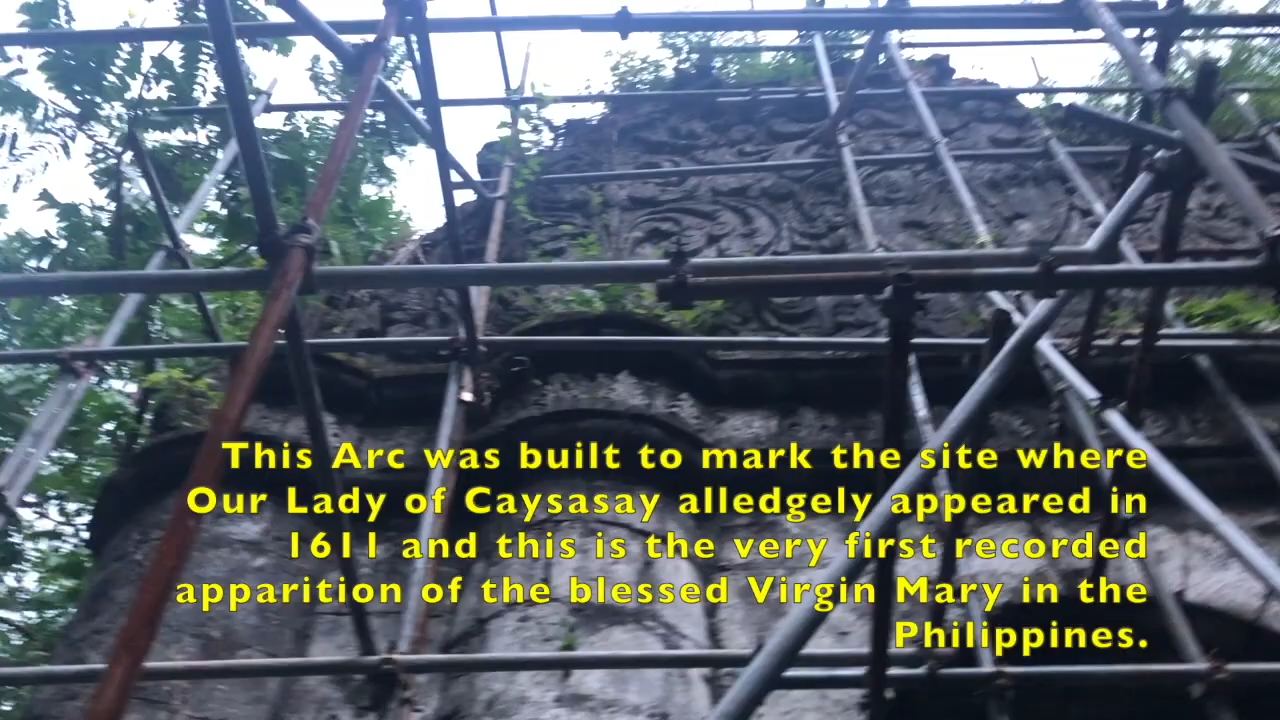 This Arc was built to mark the site where
Our Lady of Caysasay alledgely appeared in
1611 and this is the very first recorded
apparition of the blessed Virgin Mary in the
Philippines.